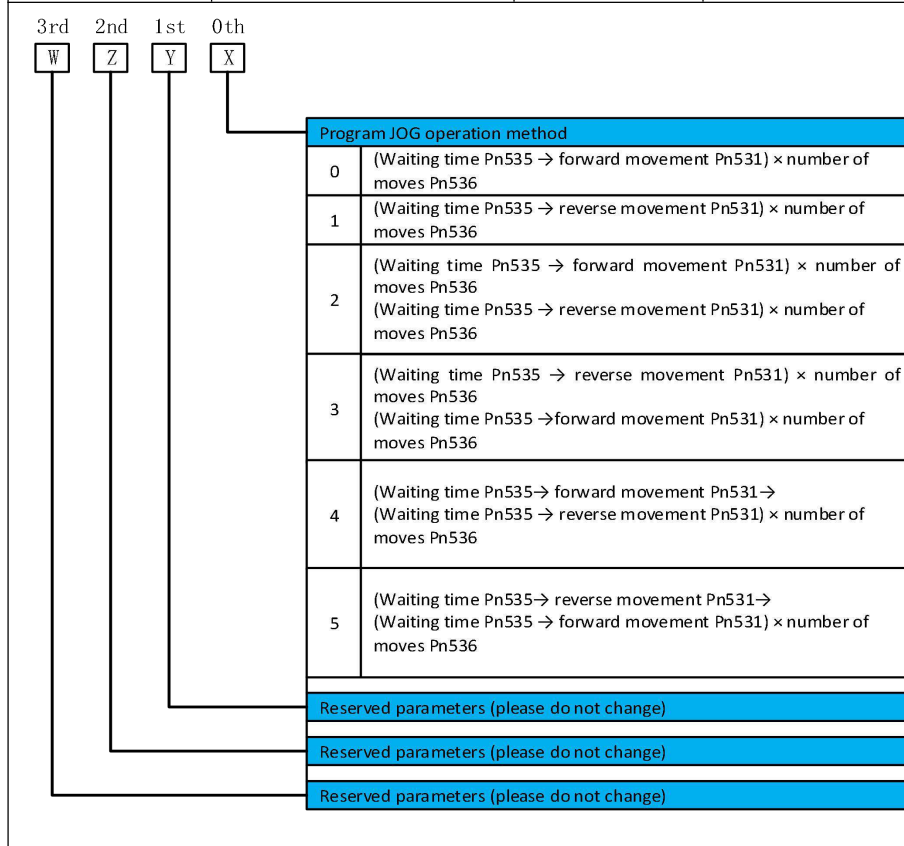 3rd 2nd 1st 0th
W Z Y X
Program JOG operation method
0
(Waiting time Pn535 → forward movement Pn531) × number of
moves Pn536
1
(Waiting time Pn535 → reverse movement Pn531) × number of
moves Pn536
2
(Waiting time Pn535 → forward movement Pn531) × number of
moves Pn536
(Waiting time Pn535 → reverse movement Pn531) × number of
moves Pn536
3
(Waiting time Pn535 → reverse movement Pn531) × number of
moves Pn536
(Waiting time Pn535 →forward movement Pn531) × number of
moves Pn536
4
(Waiting time Pn535→ forward movement Pn531→
(Waiting time Pn535 → reverse movement Pn531) × number of
moves Pn536
5
(Waiting time Pn535→ reverse movement Pn531→
(Waiting time Pn535 → forward movement Pn531) × number of
moves Pn536
Reserved parameters (please do not change)
Reserved parameters (please do not change)
Reserved parameters (please do not change)